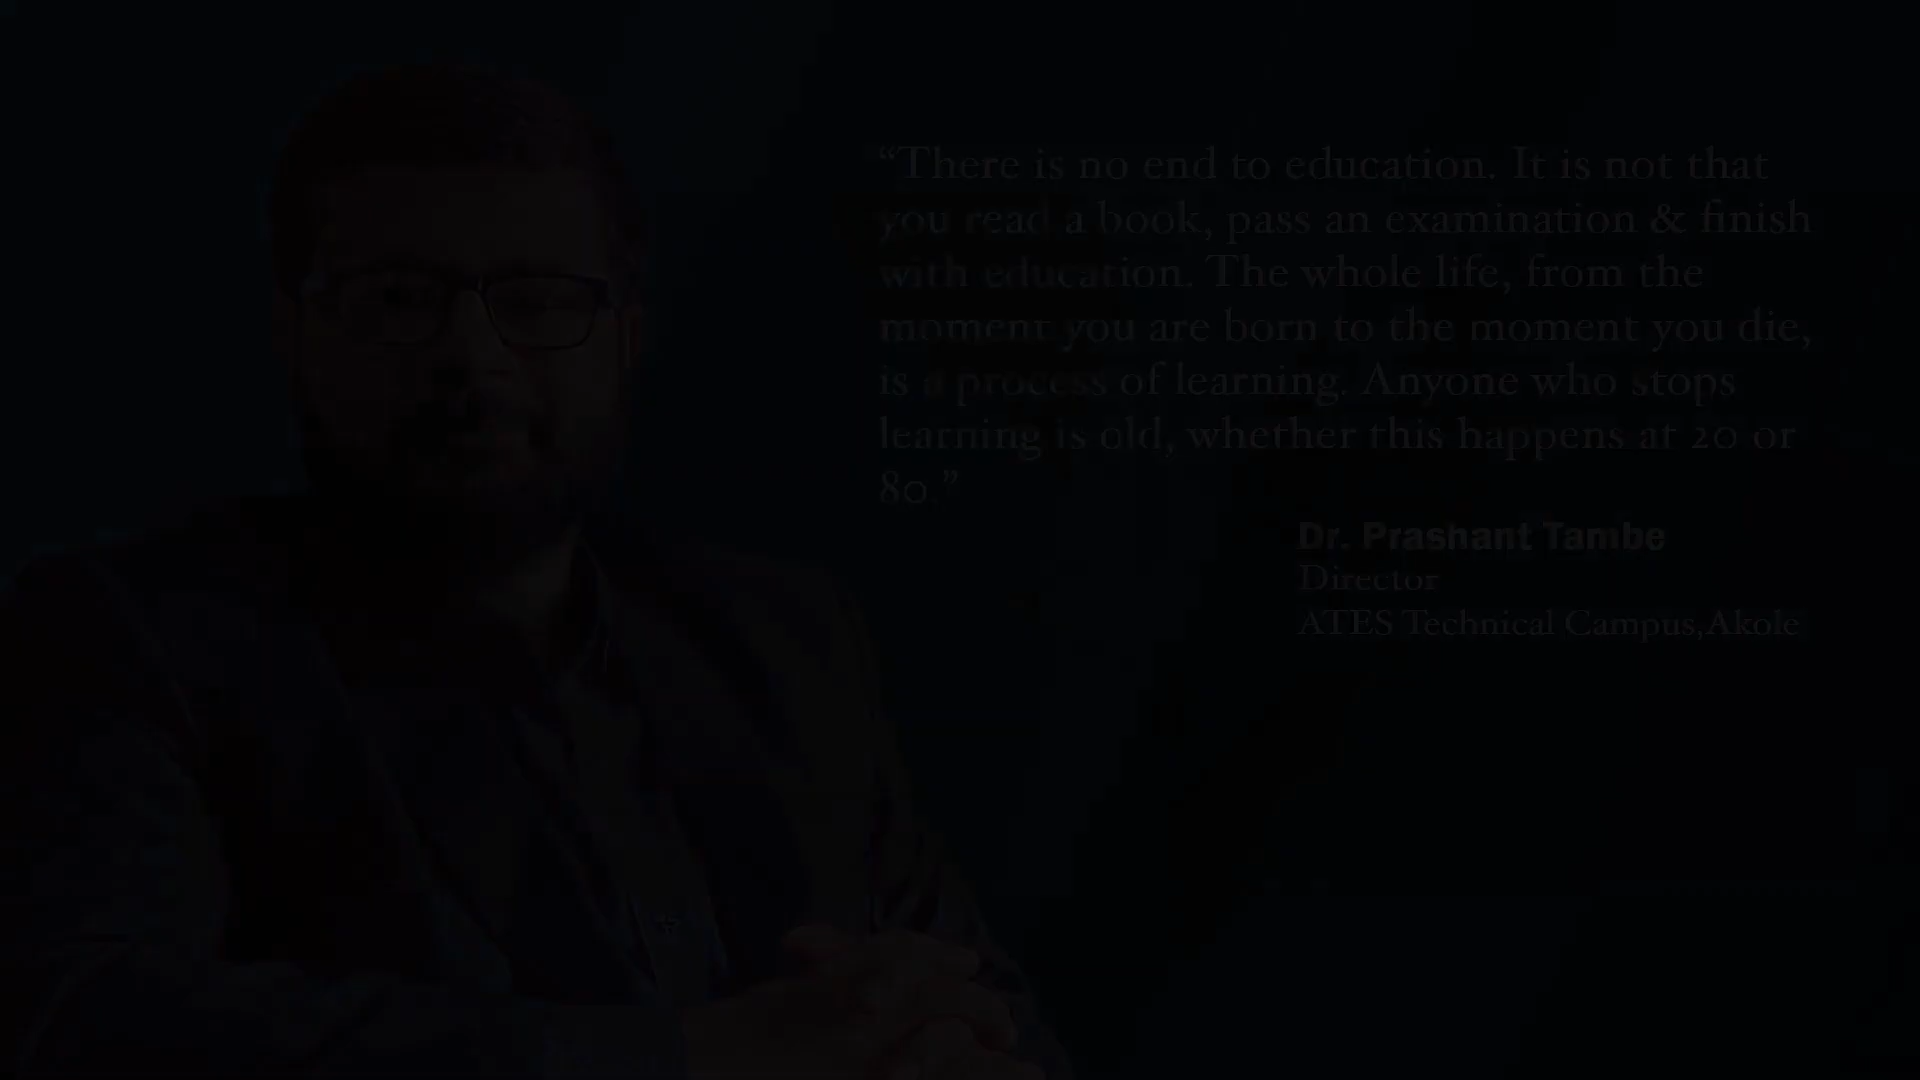 “There is no end to education. It is not that
you read a book, pass an examination & finish
with education. The whole life, from the
moment you are born to the moment you die,
is a process of learning. Anyone who stops
learning is old, whether this happens at 20 or
80.”
Dr. Prashant Tambe
Director
ATES Technical Campus,Akole